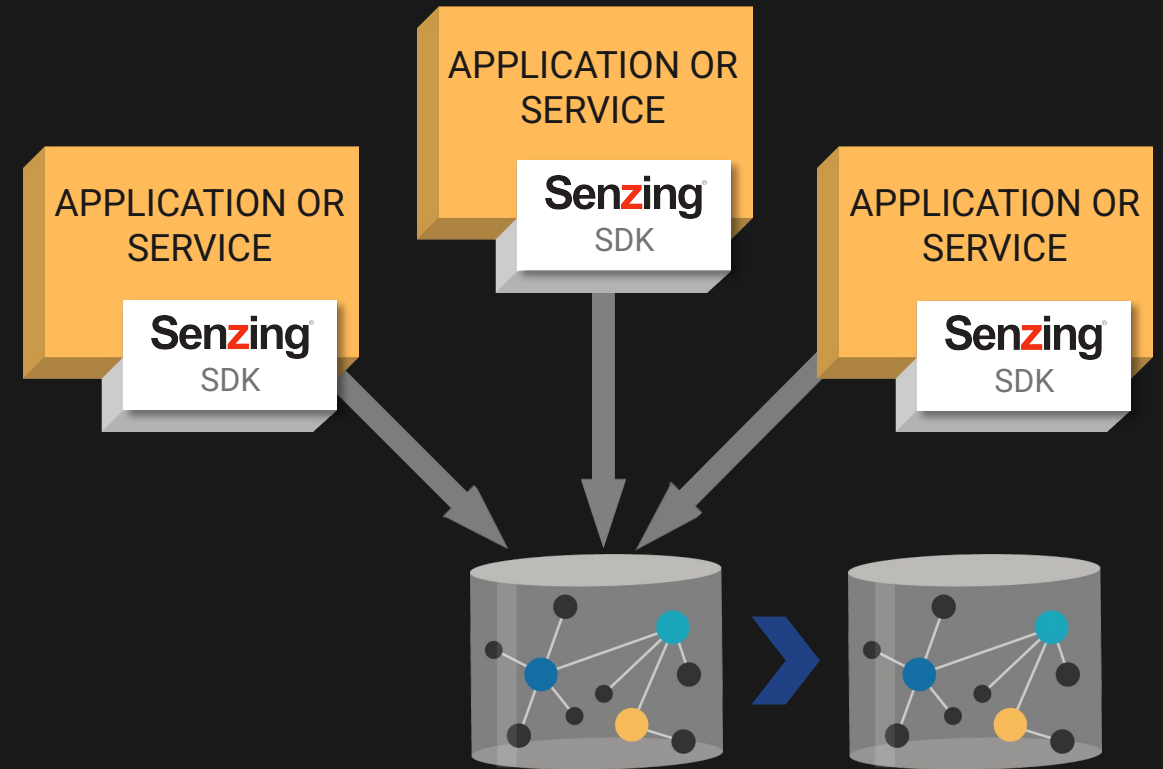 APPLICATION OR
SERVICE
Senzing®
SDK
APPLICATION OR
SERVICE
Senzing®
SDK
APPLICATION OR
SERVICE
Senzing®
SDK